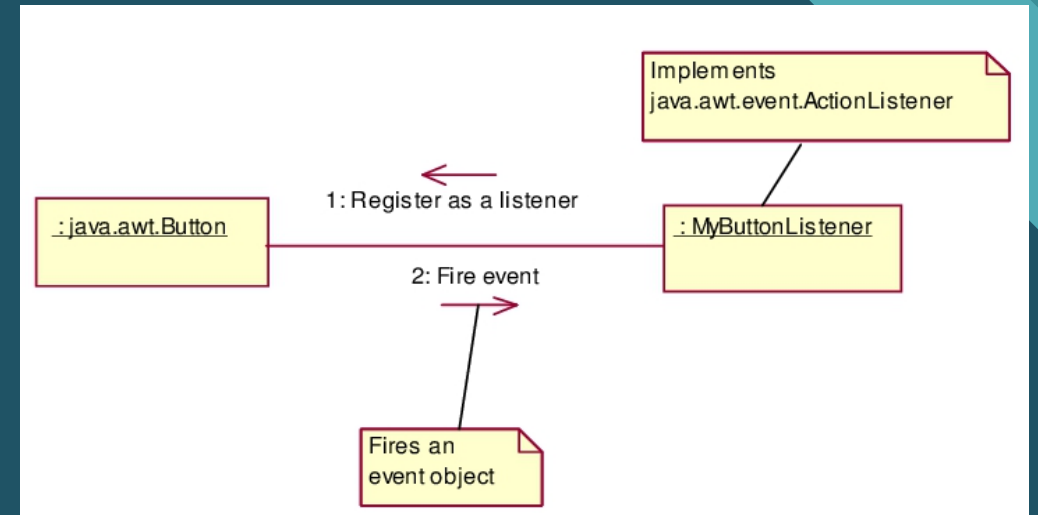 Implements
java.awt.event.ActionListener
1: Register as a listener
: java.awt.Button
: MyButtonListener
2: Fire event
Fires an
event object